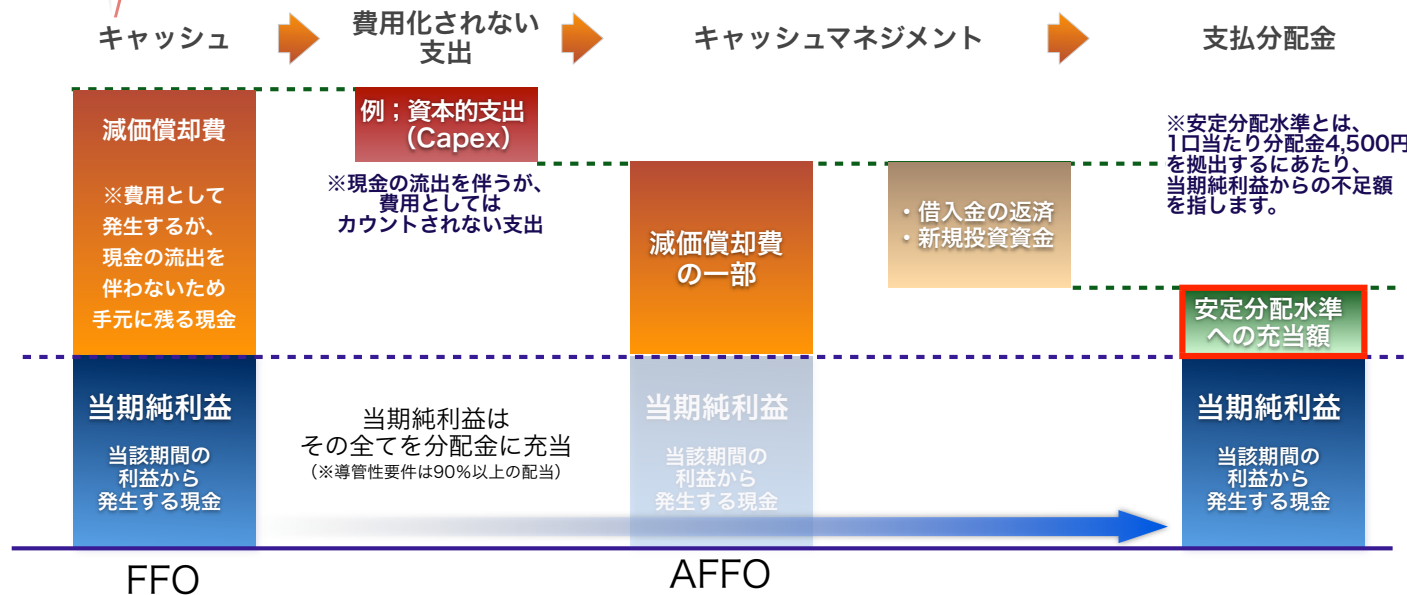 キャッシュ
費用化されない
支出
キャッシュマネジメント
支払分配金
減価償却費
※費用として
発生するが、
現金の流出を
伴わないため
手元に残る現金
例；資本的支出
（Capex）
※現金の流出を伴うが、
費用としては
カウントされない支出
減価償却費
の一部
・借入金の返済
・新規投資資金
※安定分配水準とは、
1口当たり分配金4,500円
を拠出するにあたり、
当期純利益からの不足額
を指します。
安定分配水準
への充当額
当期純利益
当該期間の
利益から
発生する現金
当期純利益は
その全てを分配金に充当
（※導管性要件は90％以上の配当）
当期純利益
当該期間の
利益から
発生する現金
当期純利益
当該期間の
利益から
発生する現金
FFO
AFFO